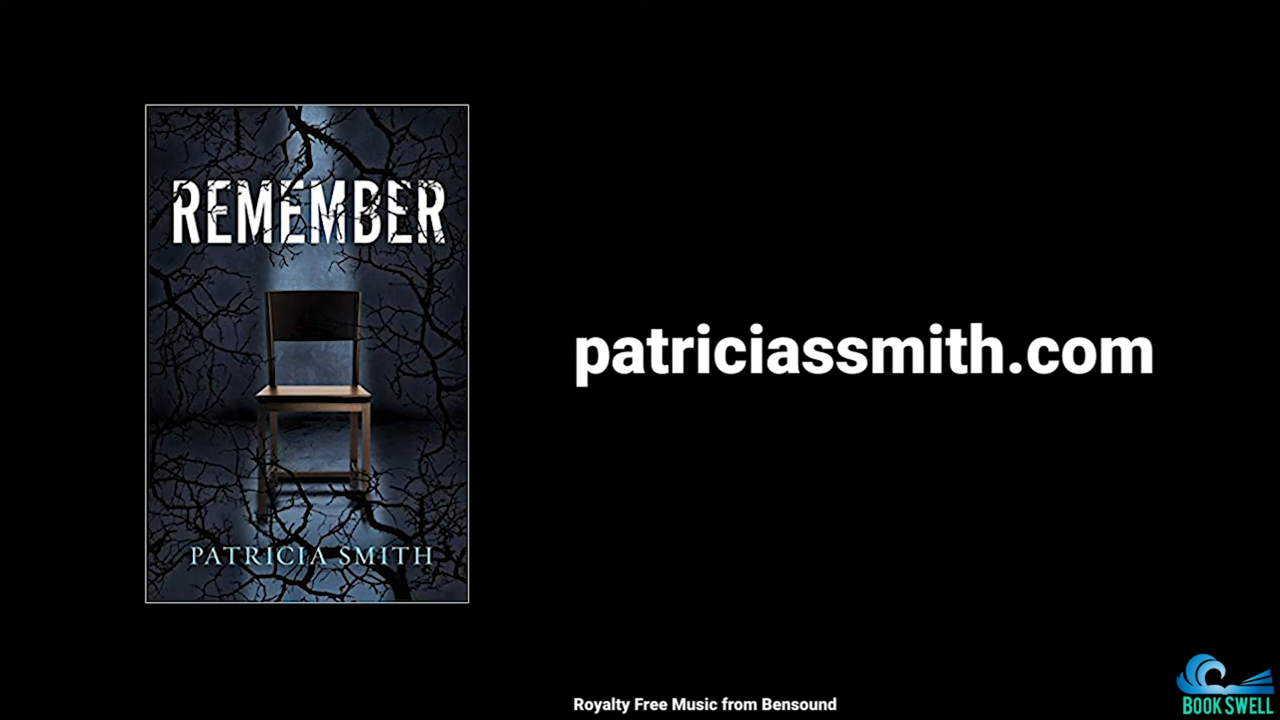 REMEMBER
PATRICIA SMITH
patriciassmith.com
Royalty Free Music from Bensound
BOOK SWELL